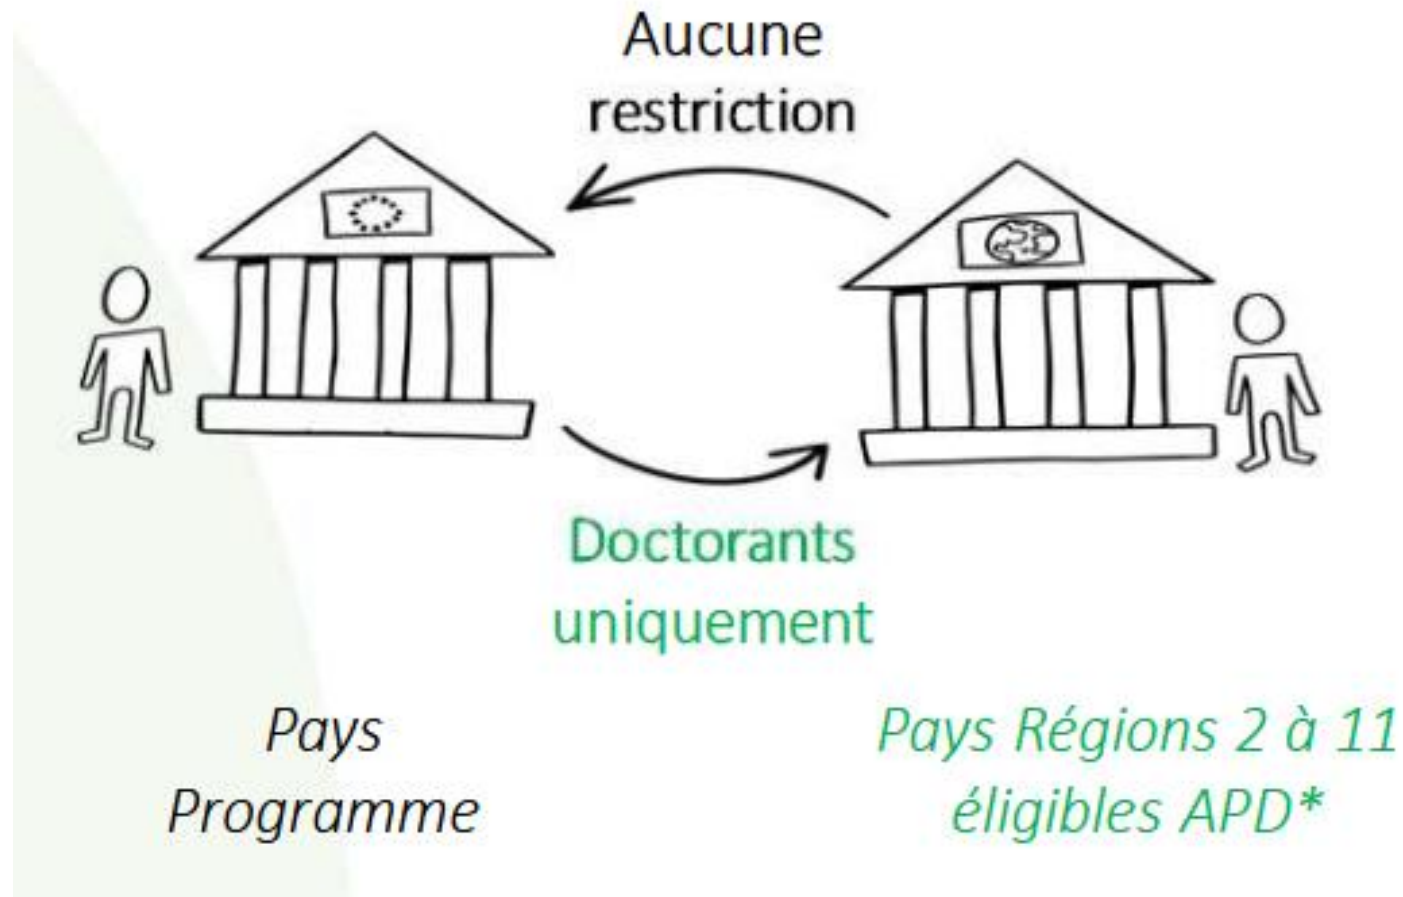 Aucune
restriction
Doctorants
uniquement
Pays
Programme
Pays Régions 2 à 11
éligibles APD*